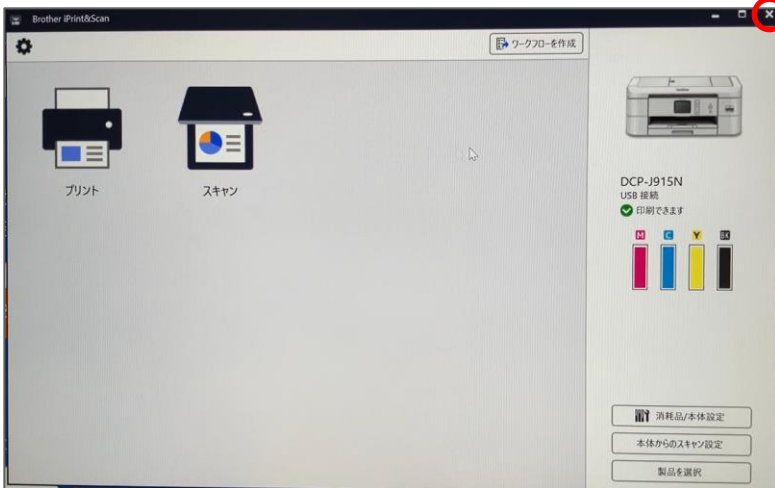 Brother iPrint&Scan
ワークフローを作成
プリント
スキャン
DCP-J915N
USB 接続
印刷できます
M C Y BK
消耗品/本体設定
本体からのスキャン設定
製品を選択